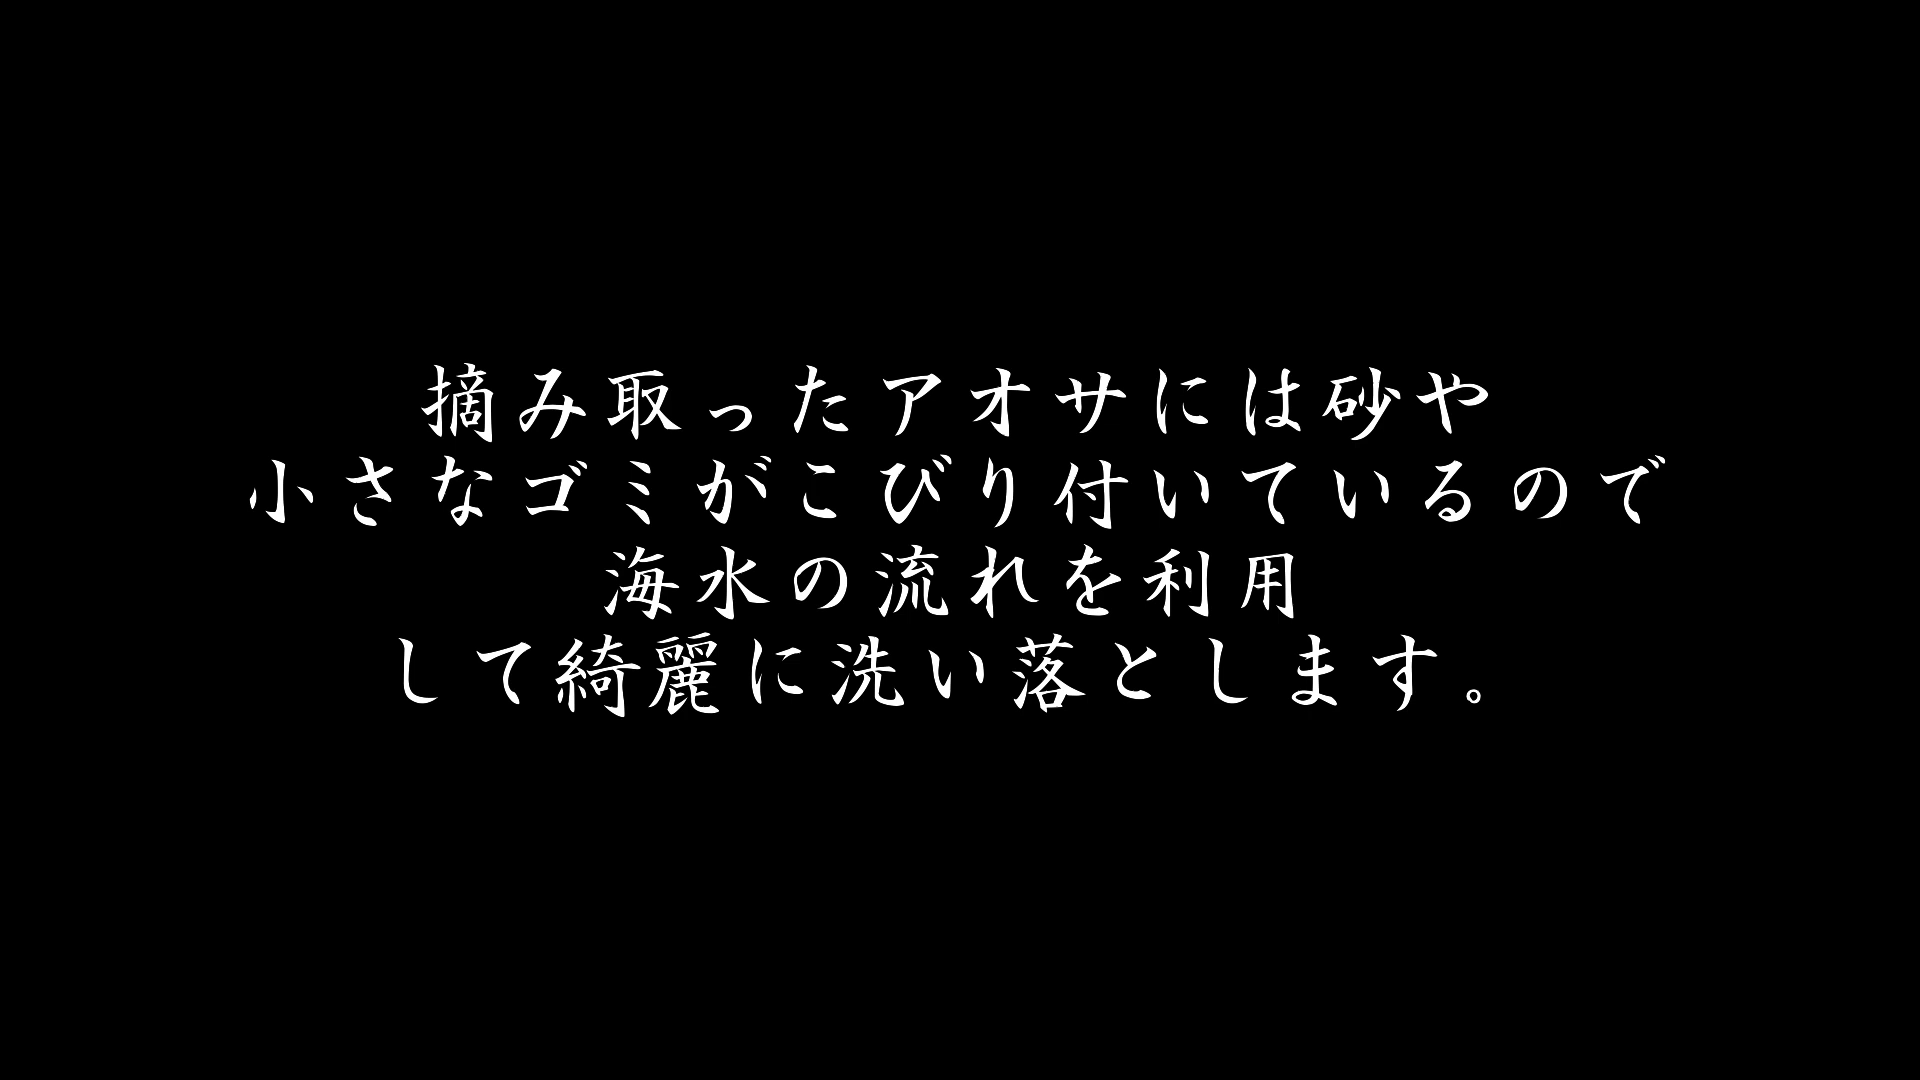 摘み取ったアオサには砂や
小さなゴミがこびり付いているので
海水の流れを利用
して綺麗に洗い落とします。